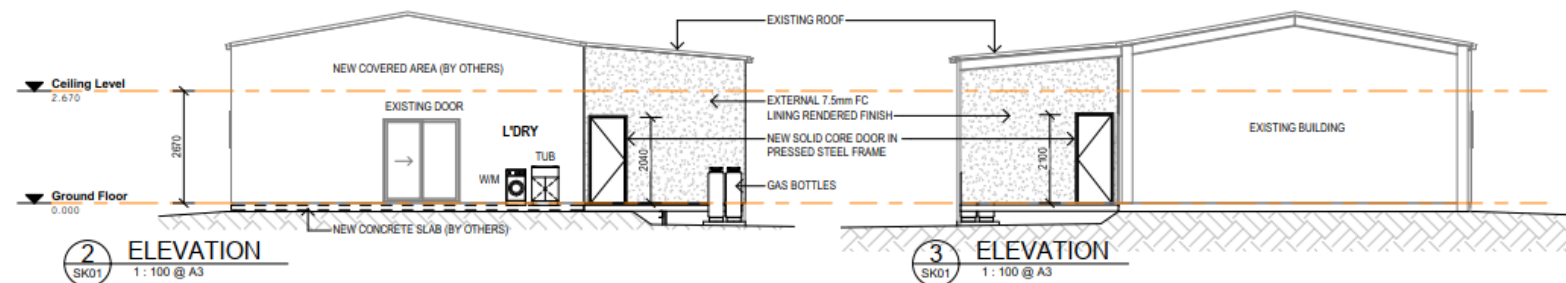 EXISTING ROOF
NEW COVERED AREA (BY OTHERS)
Ceiling Level
2.670
EXISTING DOOR
EXTERNAL 7.5mm FC
LINING RENDERED FINISH
L'DRY
EXISTING BUILDING
NEW SOLID CORE DOOR IN
PRESSED STEEL FRAME
2670
TUB
2040
2100
W/M
GAS BOTTLES
Ground Floor
0.000
NEW CONCRETE SLAB (BY OTHERS)
2
SK01
ELEVATION
1 : 100 @ A3
3
SK01
ELEVATION
1 : 100 @ A3